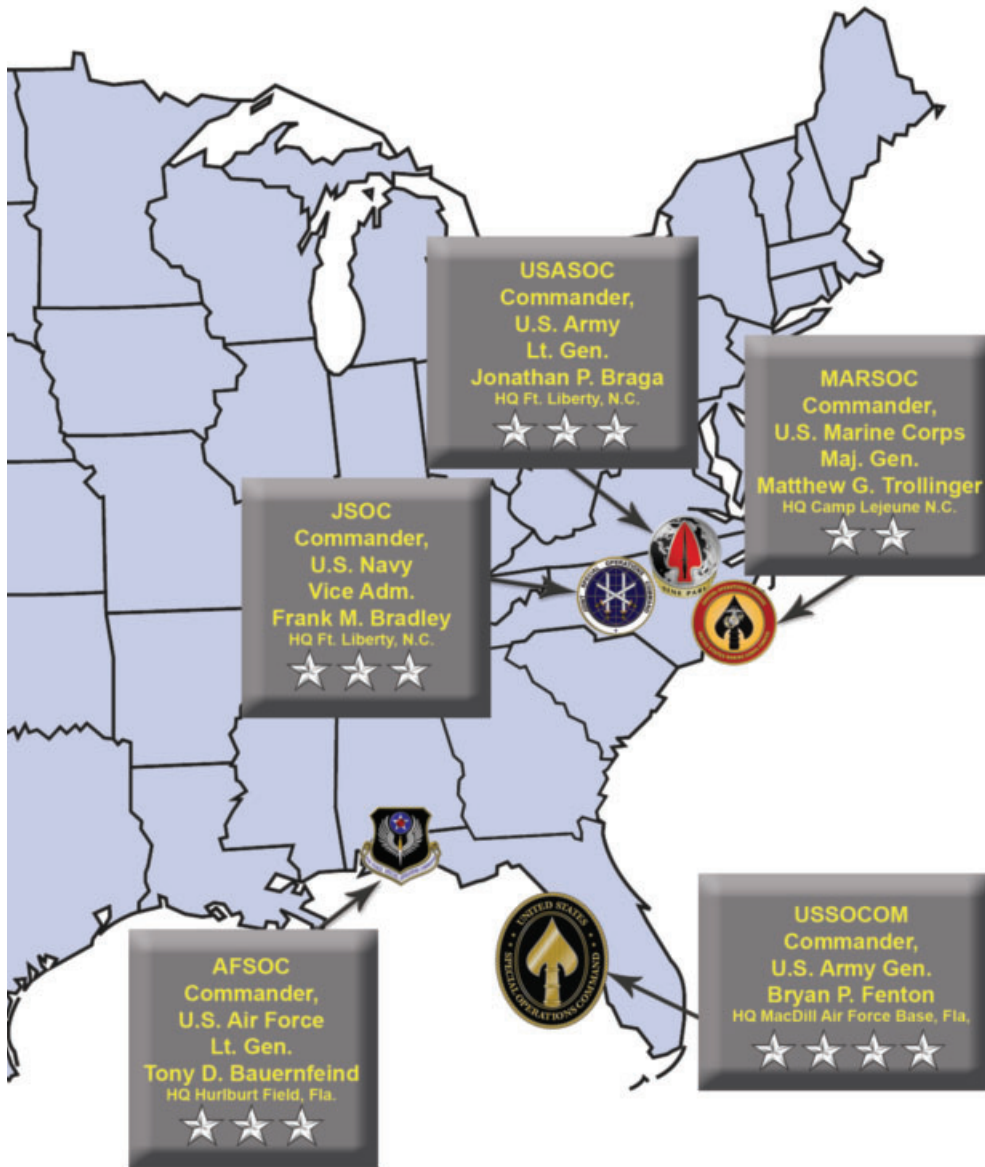 USASOC
Commander,
U.S. Army
Lt. Gen.
Jonathan P. Braga
HQ Ft. Liberty, N.C.
MARSOC
Commander,
U.S. Marine Corps
Maj. Gen.
Matthew G. Trollinger
HQ Camp Lejeune N.C.
JSOC
Commander,
U.S. Navy
Vice Adm.
Frank M. Bradley
HQ Ft. Liberty, N.C.
SPECIAL OPERATIONS
AFSOC
Commander,
U.S. Air Force
Lt. Gen.
Tony D. Bauernfeind
HQ Hurlburt Field, Fla.
UNITED STATES
SPECIAL OPERATIONS COMMAND
USSOCOM
Commander,
U.S. Army Gen.
Bryan P. Fenton
HQ MacDill Air Force Base, Fla,